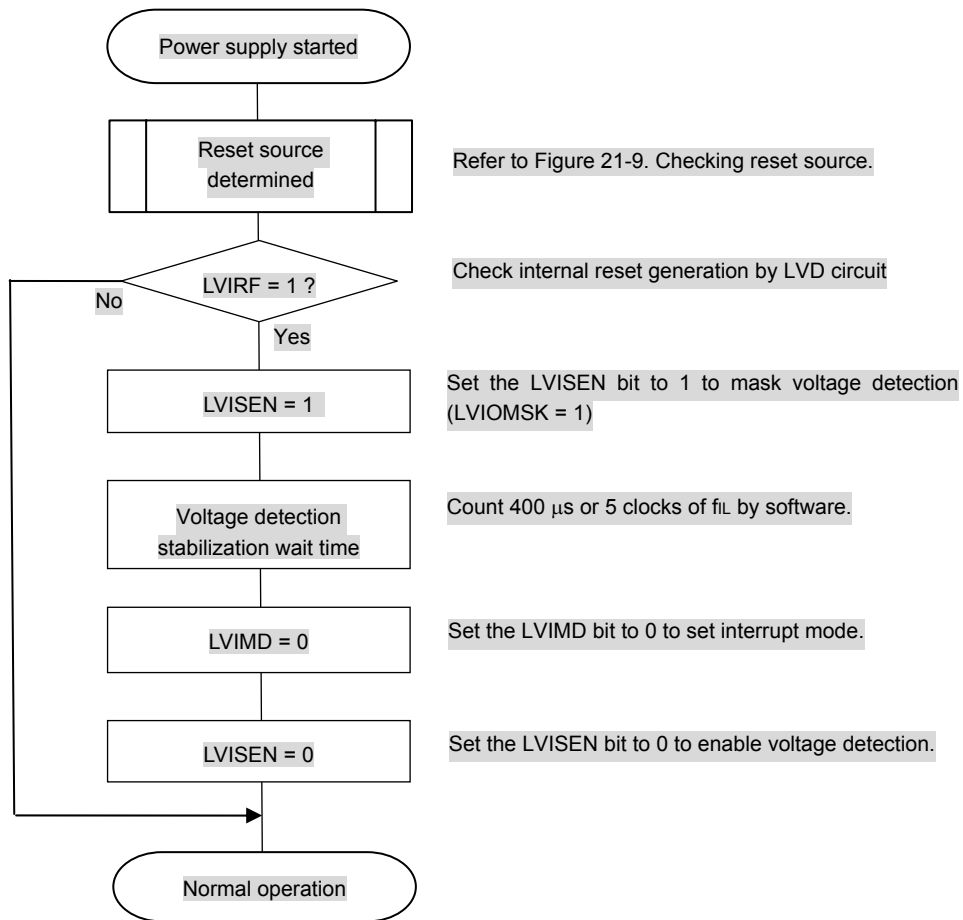 Power supply started
Reset source
determined
Refer to Figure 21-9. Checking reset source.
LVIRF = 1 ?
Check internal reset generation by LVD circuit
No
Yes
LVISEN = 1
Set the LVISEN bit to 1 to mask voltage detection
(LVIOMSK = 1)
Voltage detection
stabilization wait time
Count 400 μs or 5 clocks of fIL by software.
LVIMD = 0
Set the LVIMD bit to 0 to set interrupt mode.
LVISEN = 0
Set the LVISEN bit to 0 to enable voltage detection.
Normal operation